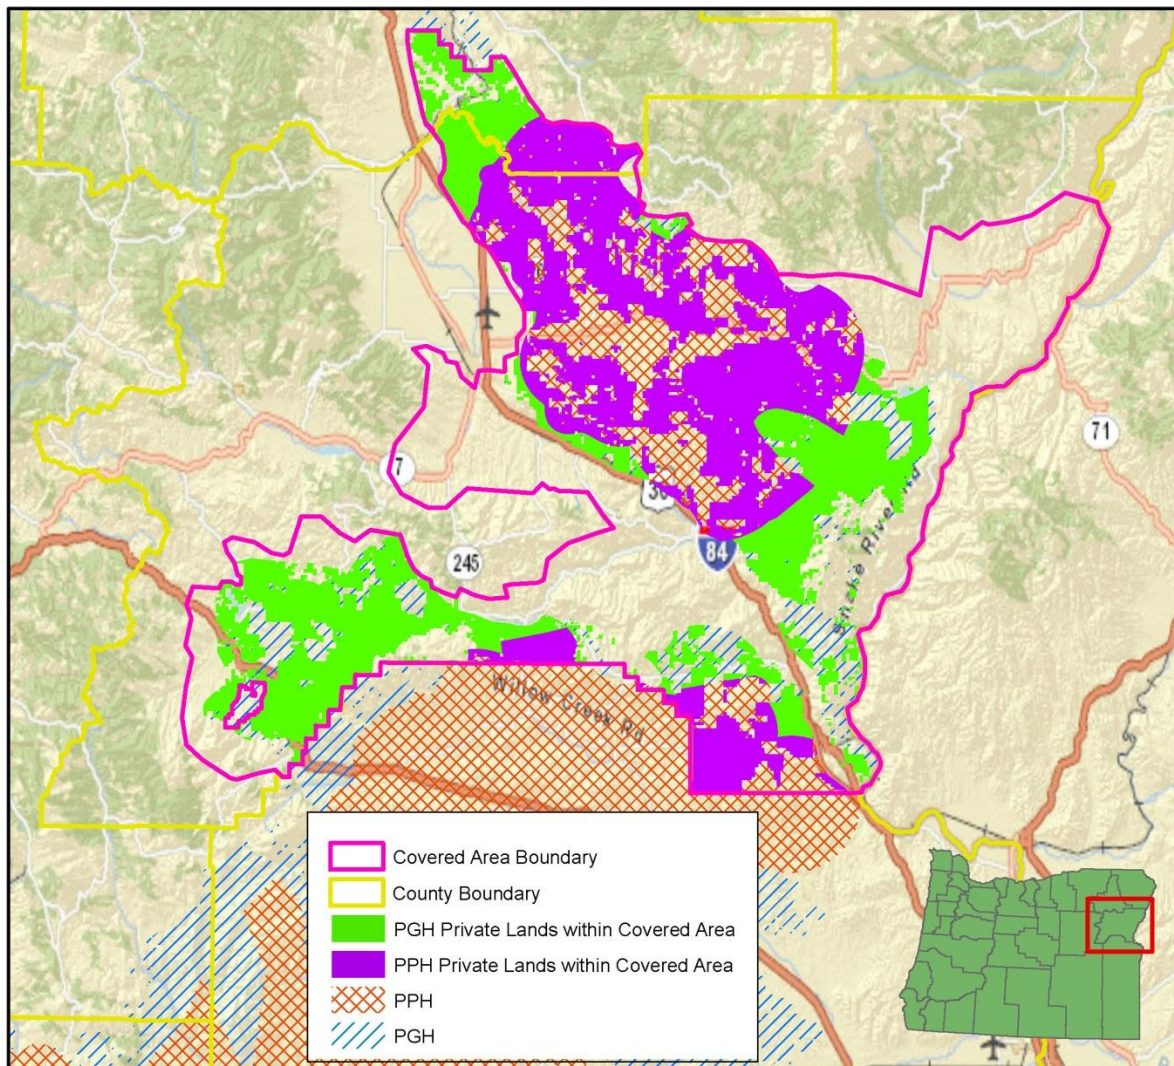 71
7
30
84
245
Snake River Rd
Willow Creek Rd
Covered Area Boundary
County Boundary
PGH Private Lands within Covered Area
PPH Private Lands within Covered Area
PPH
PGH